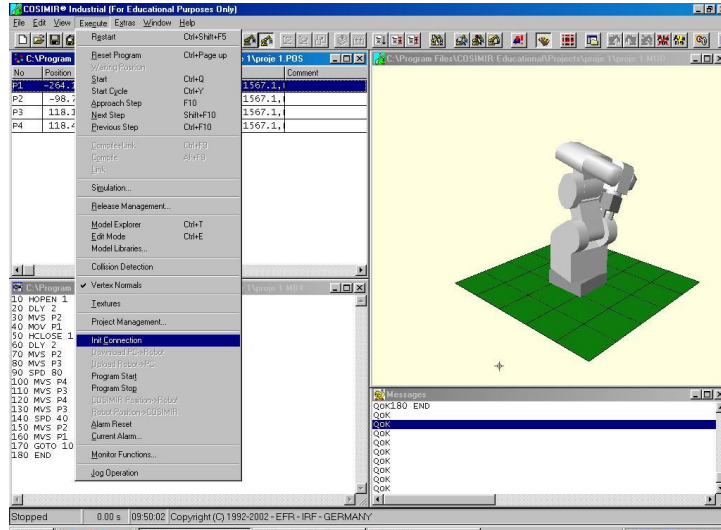 COSIMIR® Industrial (For Educational Purposes Only)
File Edit View Execute Extras Window Help
Restart Ctrl+Shift+F5
Reset Program Ctrl+Page up
Waiting Position
Start Ctrl+Q
Start Cycle Ctrl+Y
Approach Step F10
Next Step Shift+F10
Previous Step Ctrl+F10
Compile+Link Ctrl+F9
Compile Alt+F9
Link
Simulation...
Release Management...
Model Explorer Ctrl+T
Edit Mode Ctrl+E
Model Libraries...
Collision Detection
Vertex Normals
Textures
Project Management...
Init Connection
Download PC->Robot
Upload Robot->PC
Program Start
Program Stop
COSIMIR Position->Robot
Robot Position->COSIMIR
Alarm Reset
Current Alarm...
Monitor Functions...
Jog Operation
C:\Program
1\proje 1.POS
No Position Comment
P1 -264.1 1567.1,
P2 -98.7 1567.1,
P3 118.1 1567.1,
P4 118.4 1567.1,
C:\Program Files\COSIMIR Educational\Projects\proje 1\proje 1.MOD
C:\Program
1\proje 1.MB4
10 HOPEN 1
20 DLY 2
30 MVS P2
40 MOV P1
50 HCLOSE 1
60 DLY 2
70 MVS P2
80 MVS P3
90 SPD 80
100 MVS P4
110 MVS P3
120 MVS P4
130 MVS P3
140 SPD 40
150 MVS P2
160 MVS P1
170 GOTO 10
180 END
Messages
QoK180 END
QoK
QoK
QoK
QoK
QoK
QoK
QoK
QoK
Stopped 0.00 s 09:50:02 Copyright (C) 1992-2002 - EFR - IRF - GERMANY